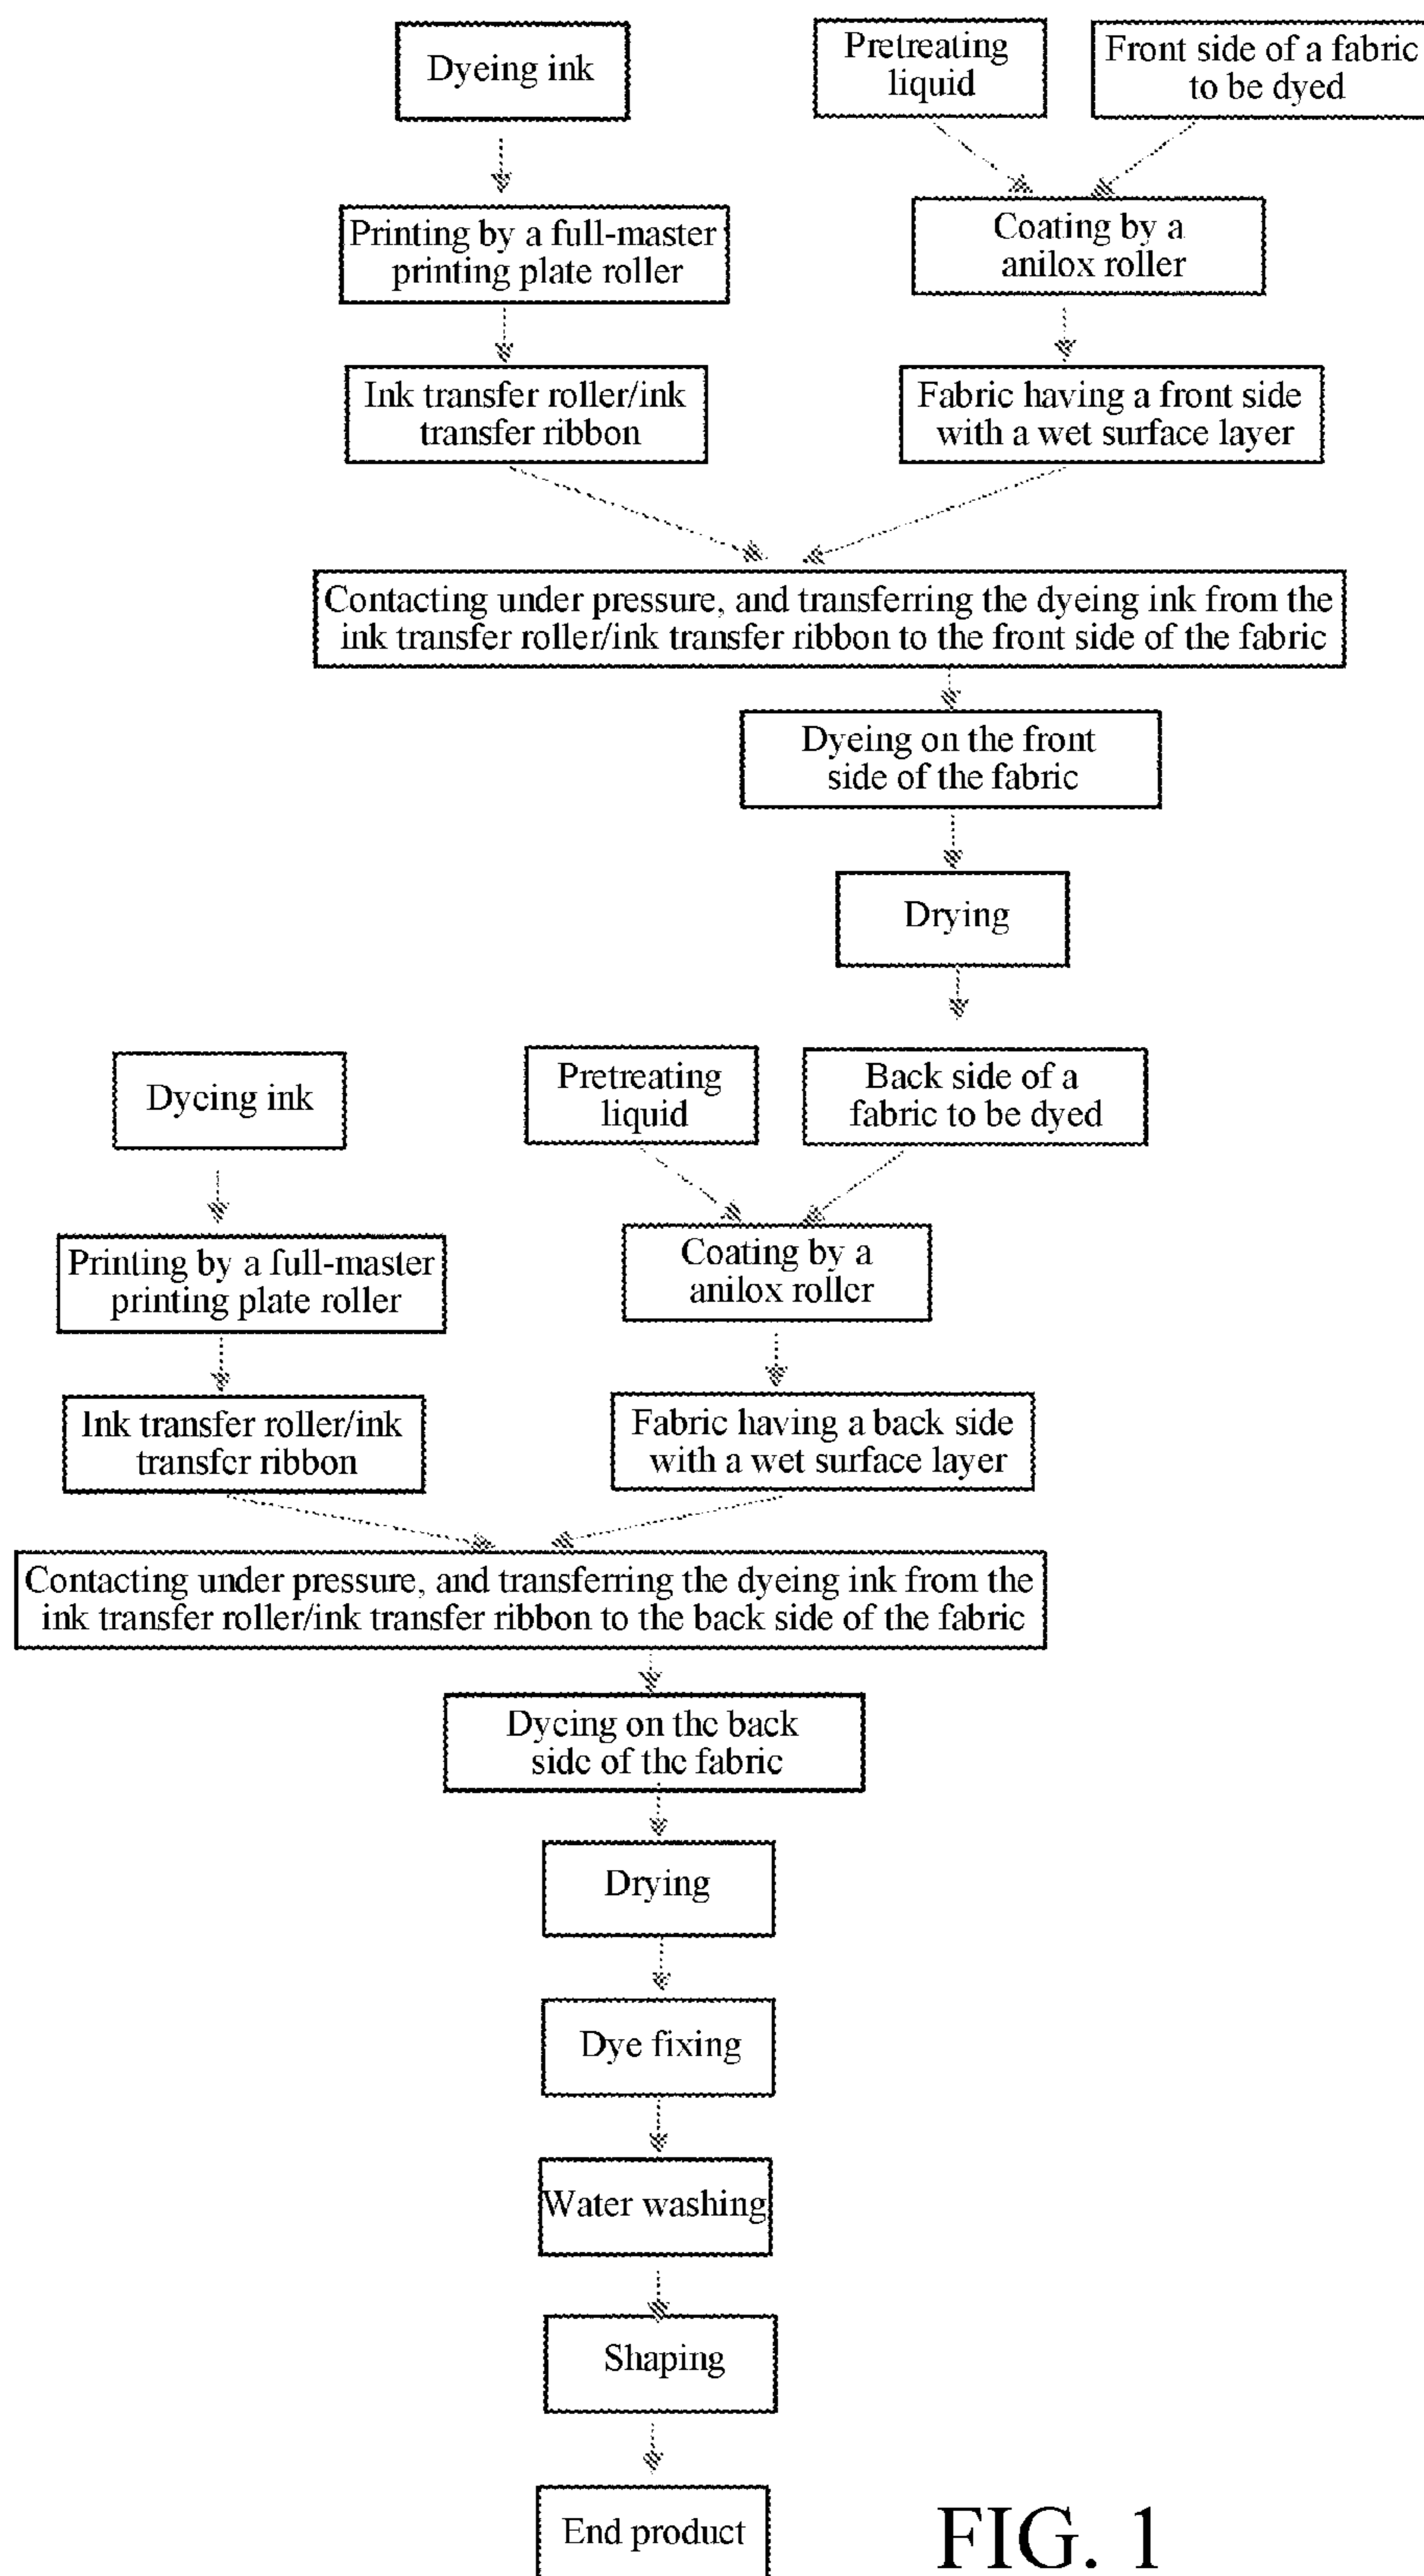 Dyeing ink
Pretreating
liquid
Front side of a fabric
to be dyed
Printing by a full-master
printing plate roller
Coating by a
anilox roller
Ink transfer roller/ink
transfer ribbon
Fabric having a front side
with a wet surface layer
Contacting under pressure, and transferring the dyeing ink from the
ink transfer roller/ink transfer ribbon to the front side of the fabric
Dyeing on the front
side of the fabric
Drying
Dyeing ink
Pretreating
liquid
Back side of a
fabric to be dyed
Printing by a full-master
printing plate roller
Coating by a
anilox roller
Ink transfer roller/ink
transfer ribbon
Fabric having a back side
with a wet surface layer
Contacting under pressure, and transferring the dyeing ink from the
ink transfer roller/ink transfer ribbon to the back side of the fabric
Dyeing on the back
side of the fabric
Drying
Dye fixing
Water washing
Shaping
End product
FIG. 1